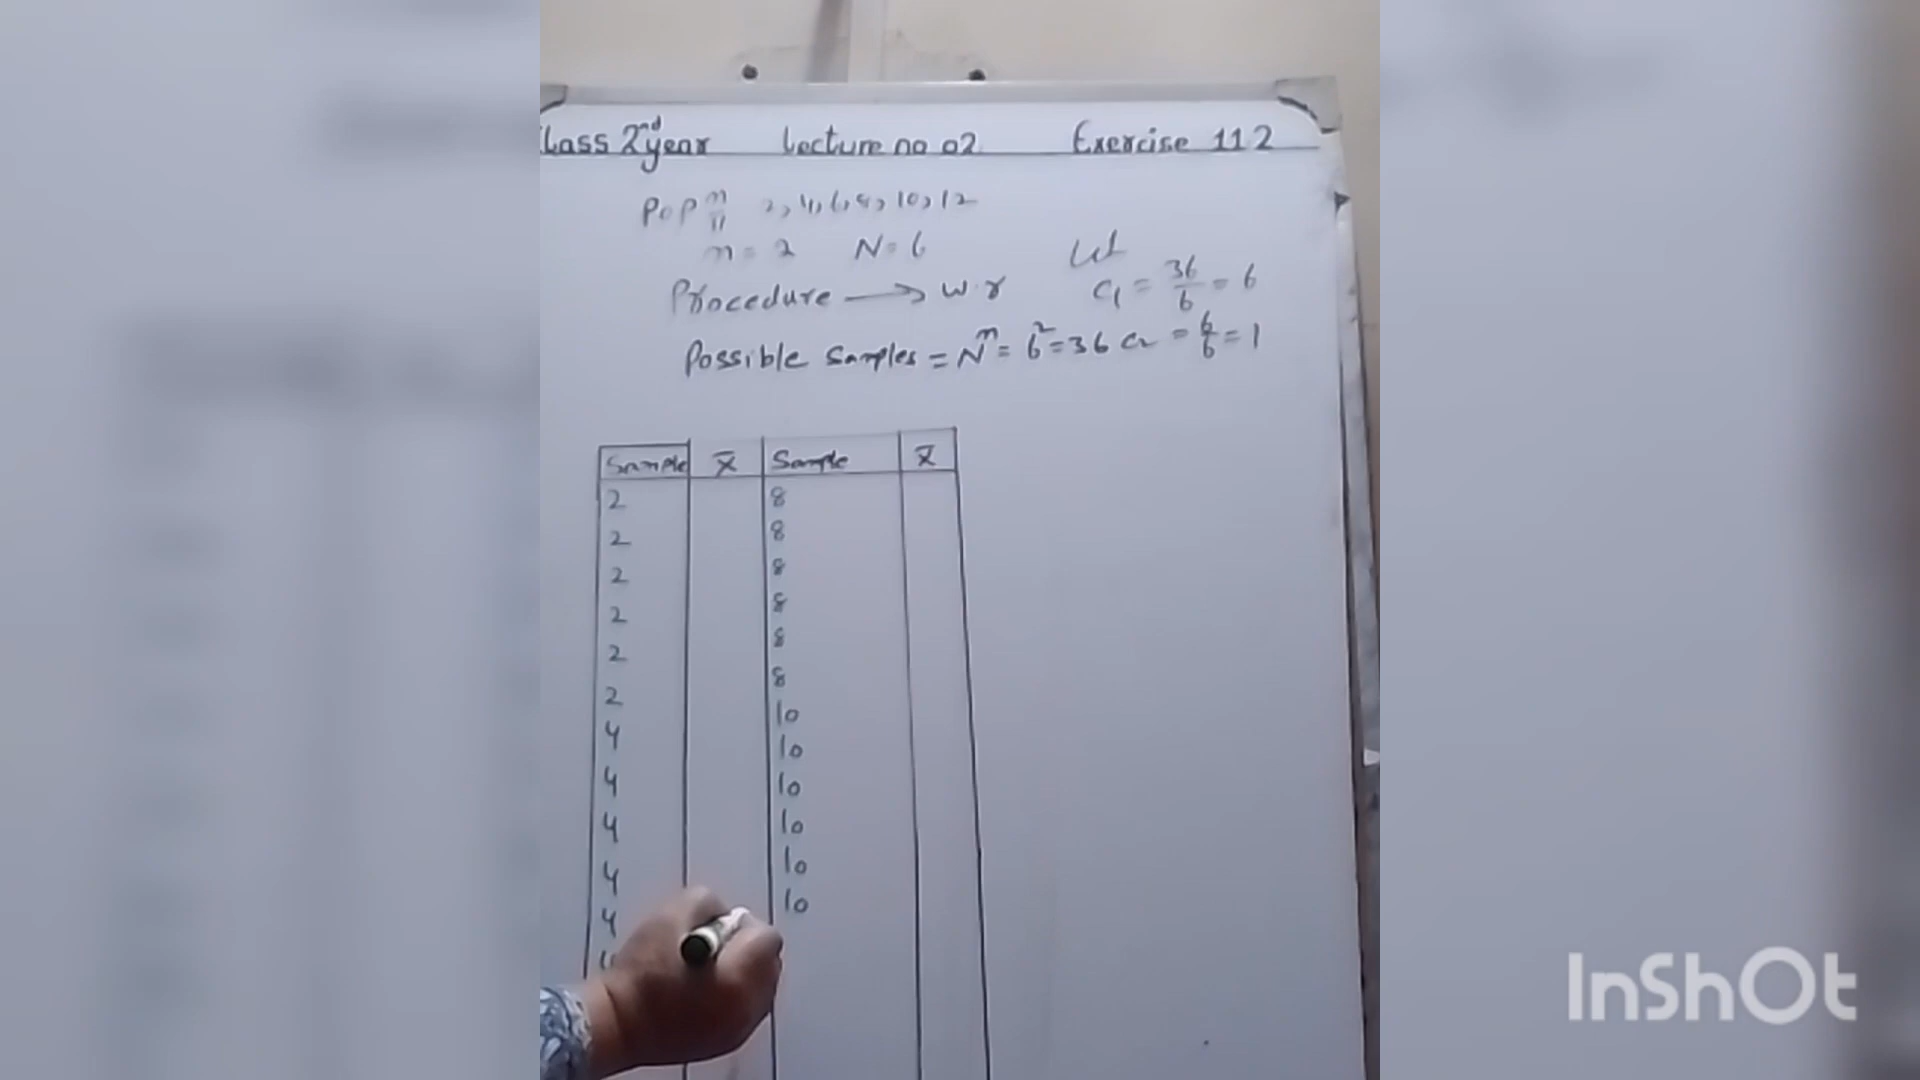 Class 2nd year Lecture no 02 Exercise 11 2
Popn 2, 4, 6, 8, 10, 12
n = 2 N = 6
Procedure → w.r
Let
C1 = 36/6 = 6
Possible Samples = N^n = 6^2 = 36 C2 = 6/6 = 1
Sample x̄ Sample x̄
2 8
2 8
2 8
2 8
2 8
2 8
4 10
4 10
4 10
4 10
4 10
10
InShOt